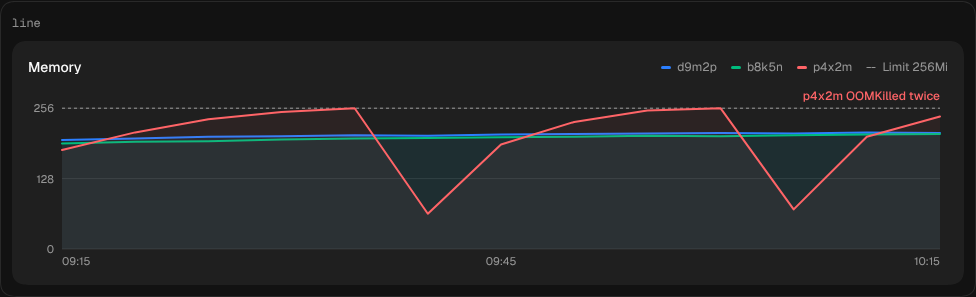 line
Memory
d9m2p b8k5n p4x2m Limit 256Mi
p4x2m OOMKilled twice
256
128
0
09:15 09:45 10:15